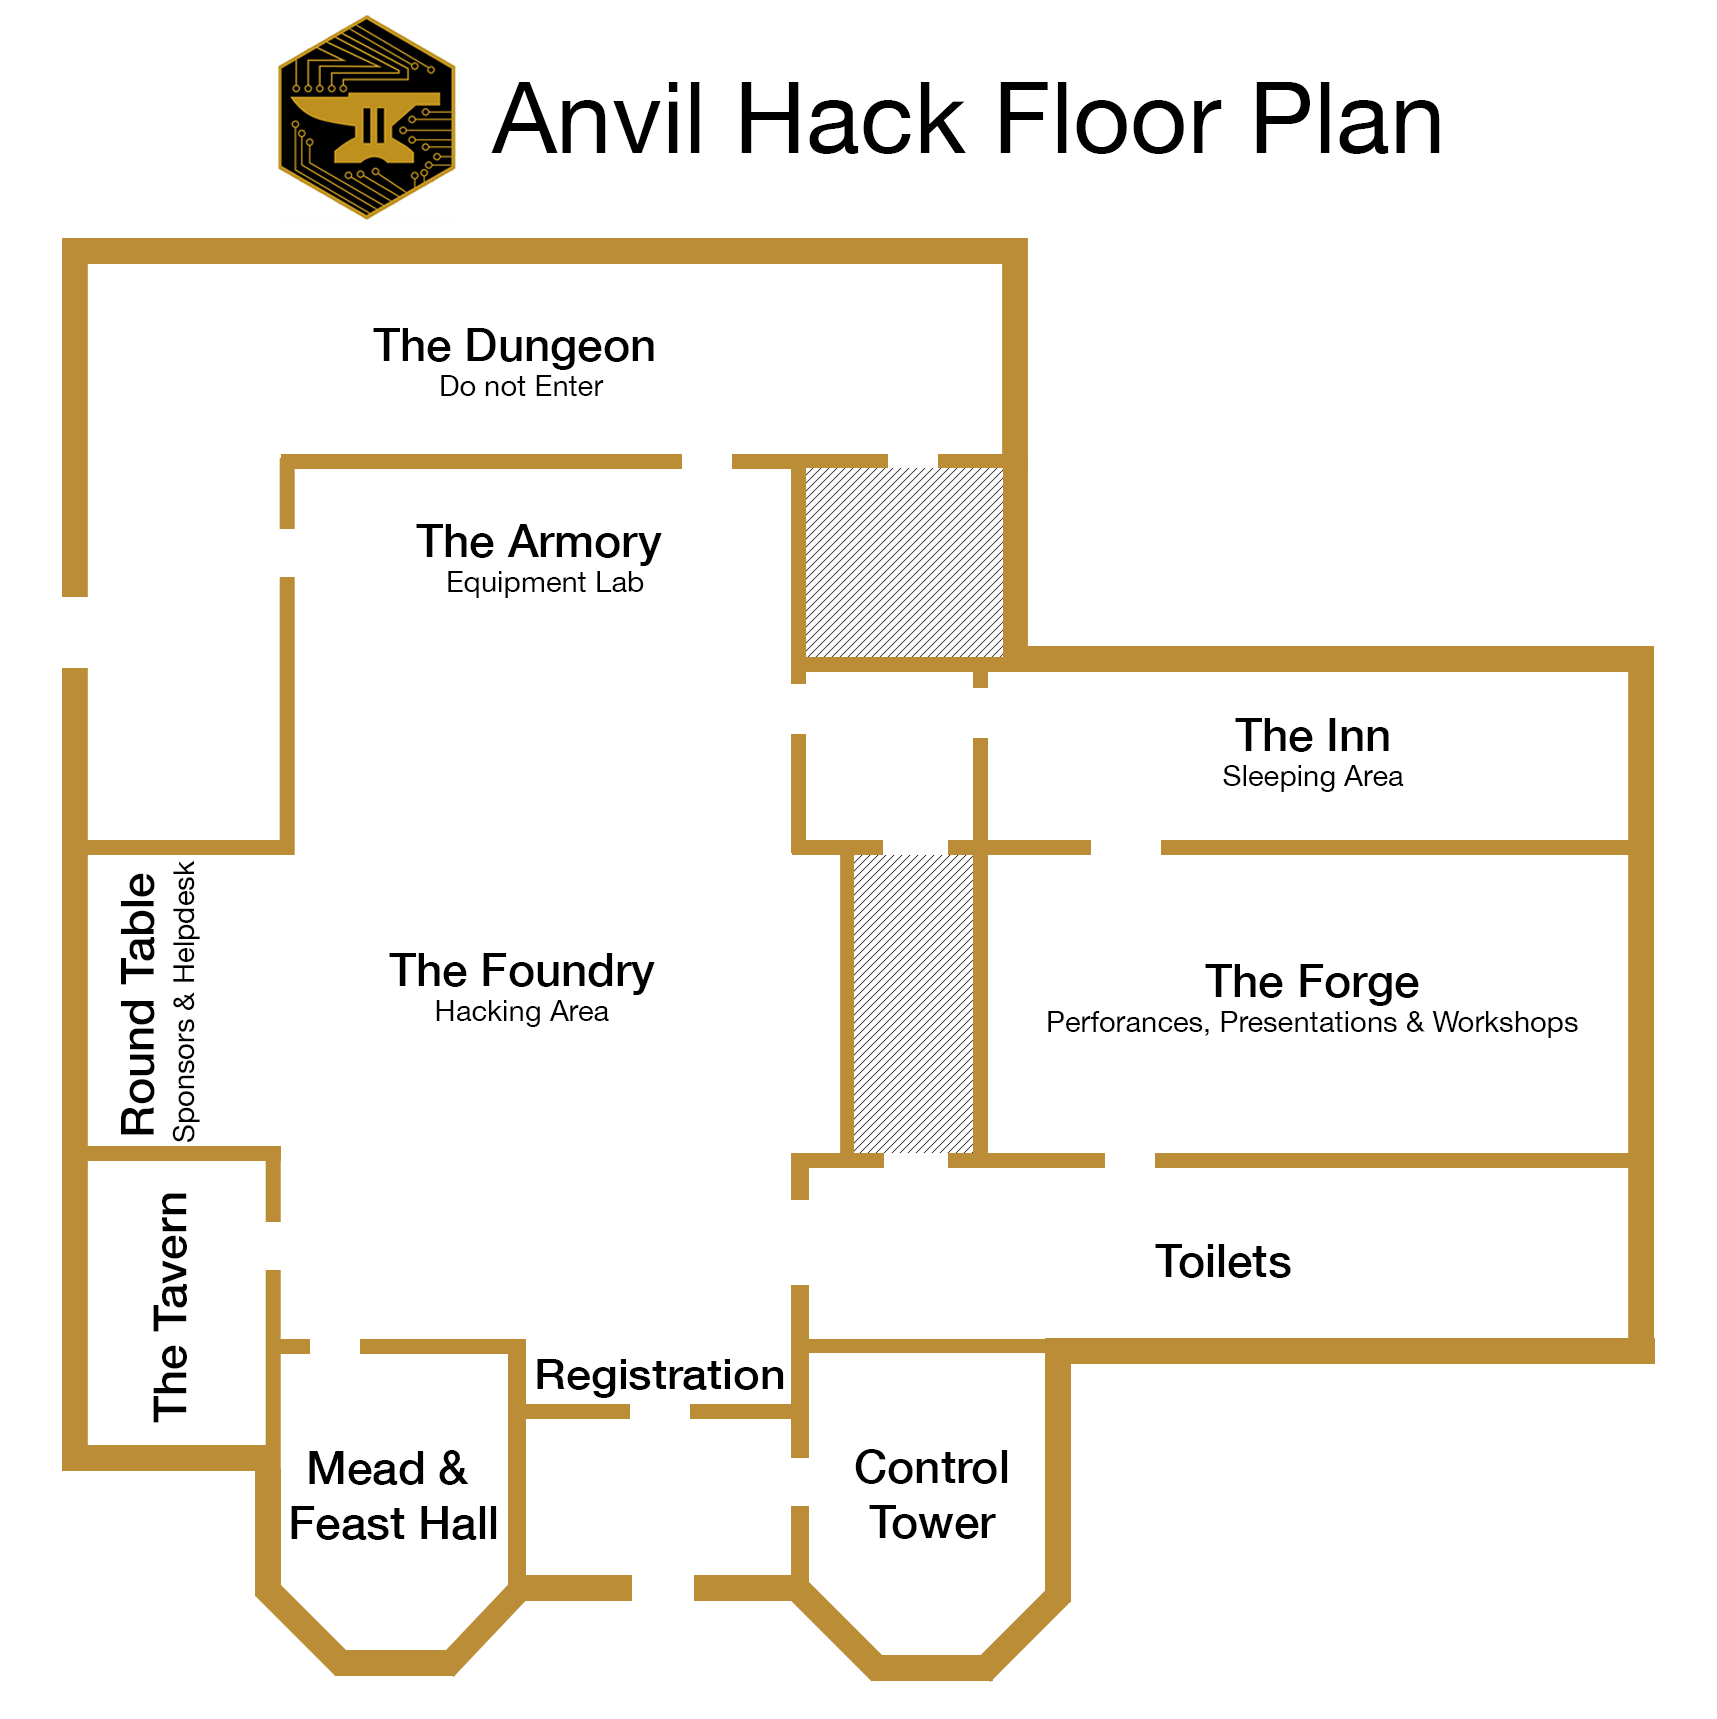 Anvil Hack Floor Plan
The Dungeon
Do not Enter
The Armory
Equipment Lab
The Inn
Sleeping Area
Round Table
Sponsors & Helpdesk
The Foundry
Hacking Area
The Forge
Perforances, Presentations & Workshops
The Tavern
Toilets
Registration
Mead &
Feast Hall
Control
Tower